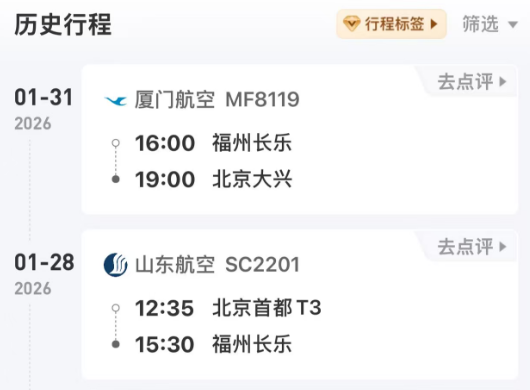 历史行程
行程标签
筛选
01-31
2026
厦门航空 MF8119
去点评
16:00 福州长乐
19:00 北京大兴
01-28
2026
山东航空 SC2201
去点评
12:35 北京首都T3
15:30 福州长乐